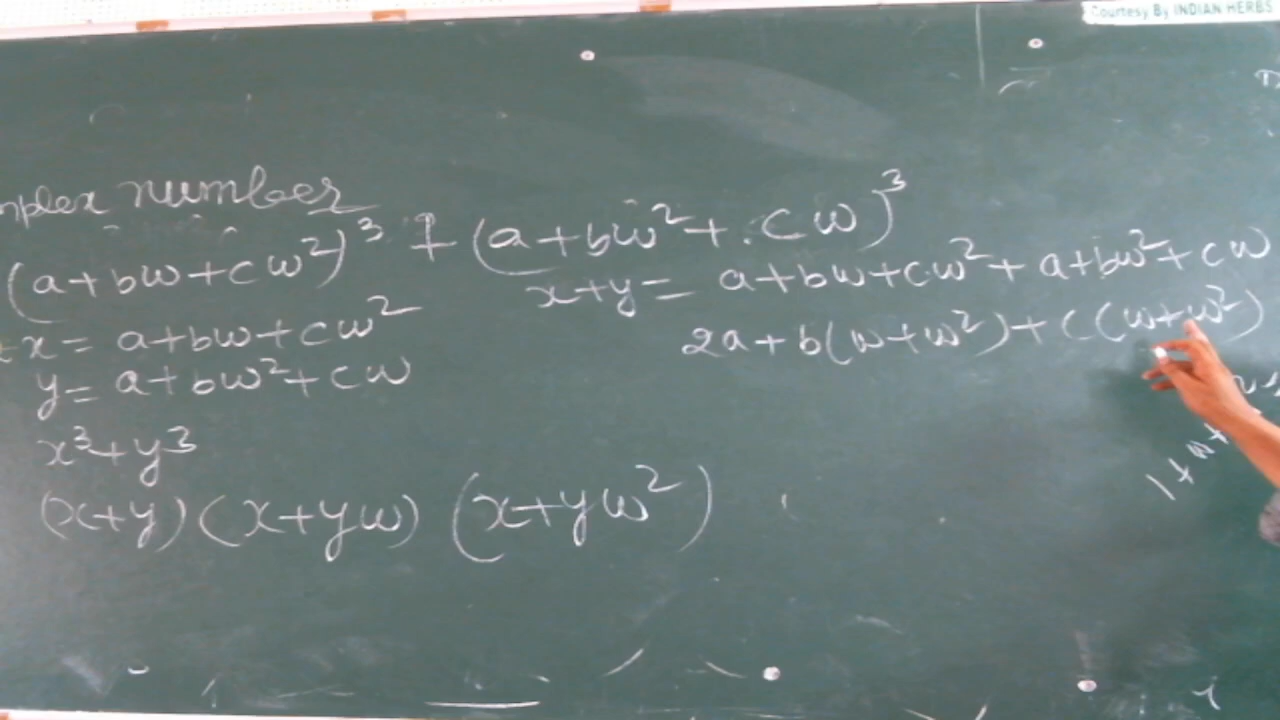 Courtesy By INDIAN HERBS
number
(a+bω+cω²)³ + (a+bω²+cω)³
x = a+bω+cω²
y = a+bω²+cω
x³+y³
(x+y)(x+yω)(x+yω²)
x+y = a+bω+cω²+a+bω²+cω
2a+b(ω+ω²)+c(ω+ω²)